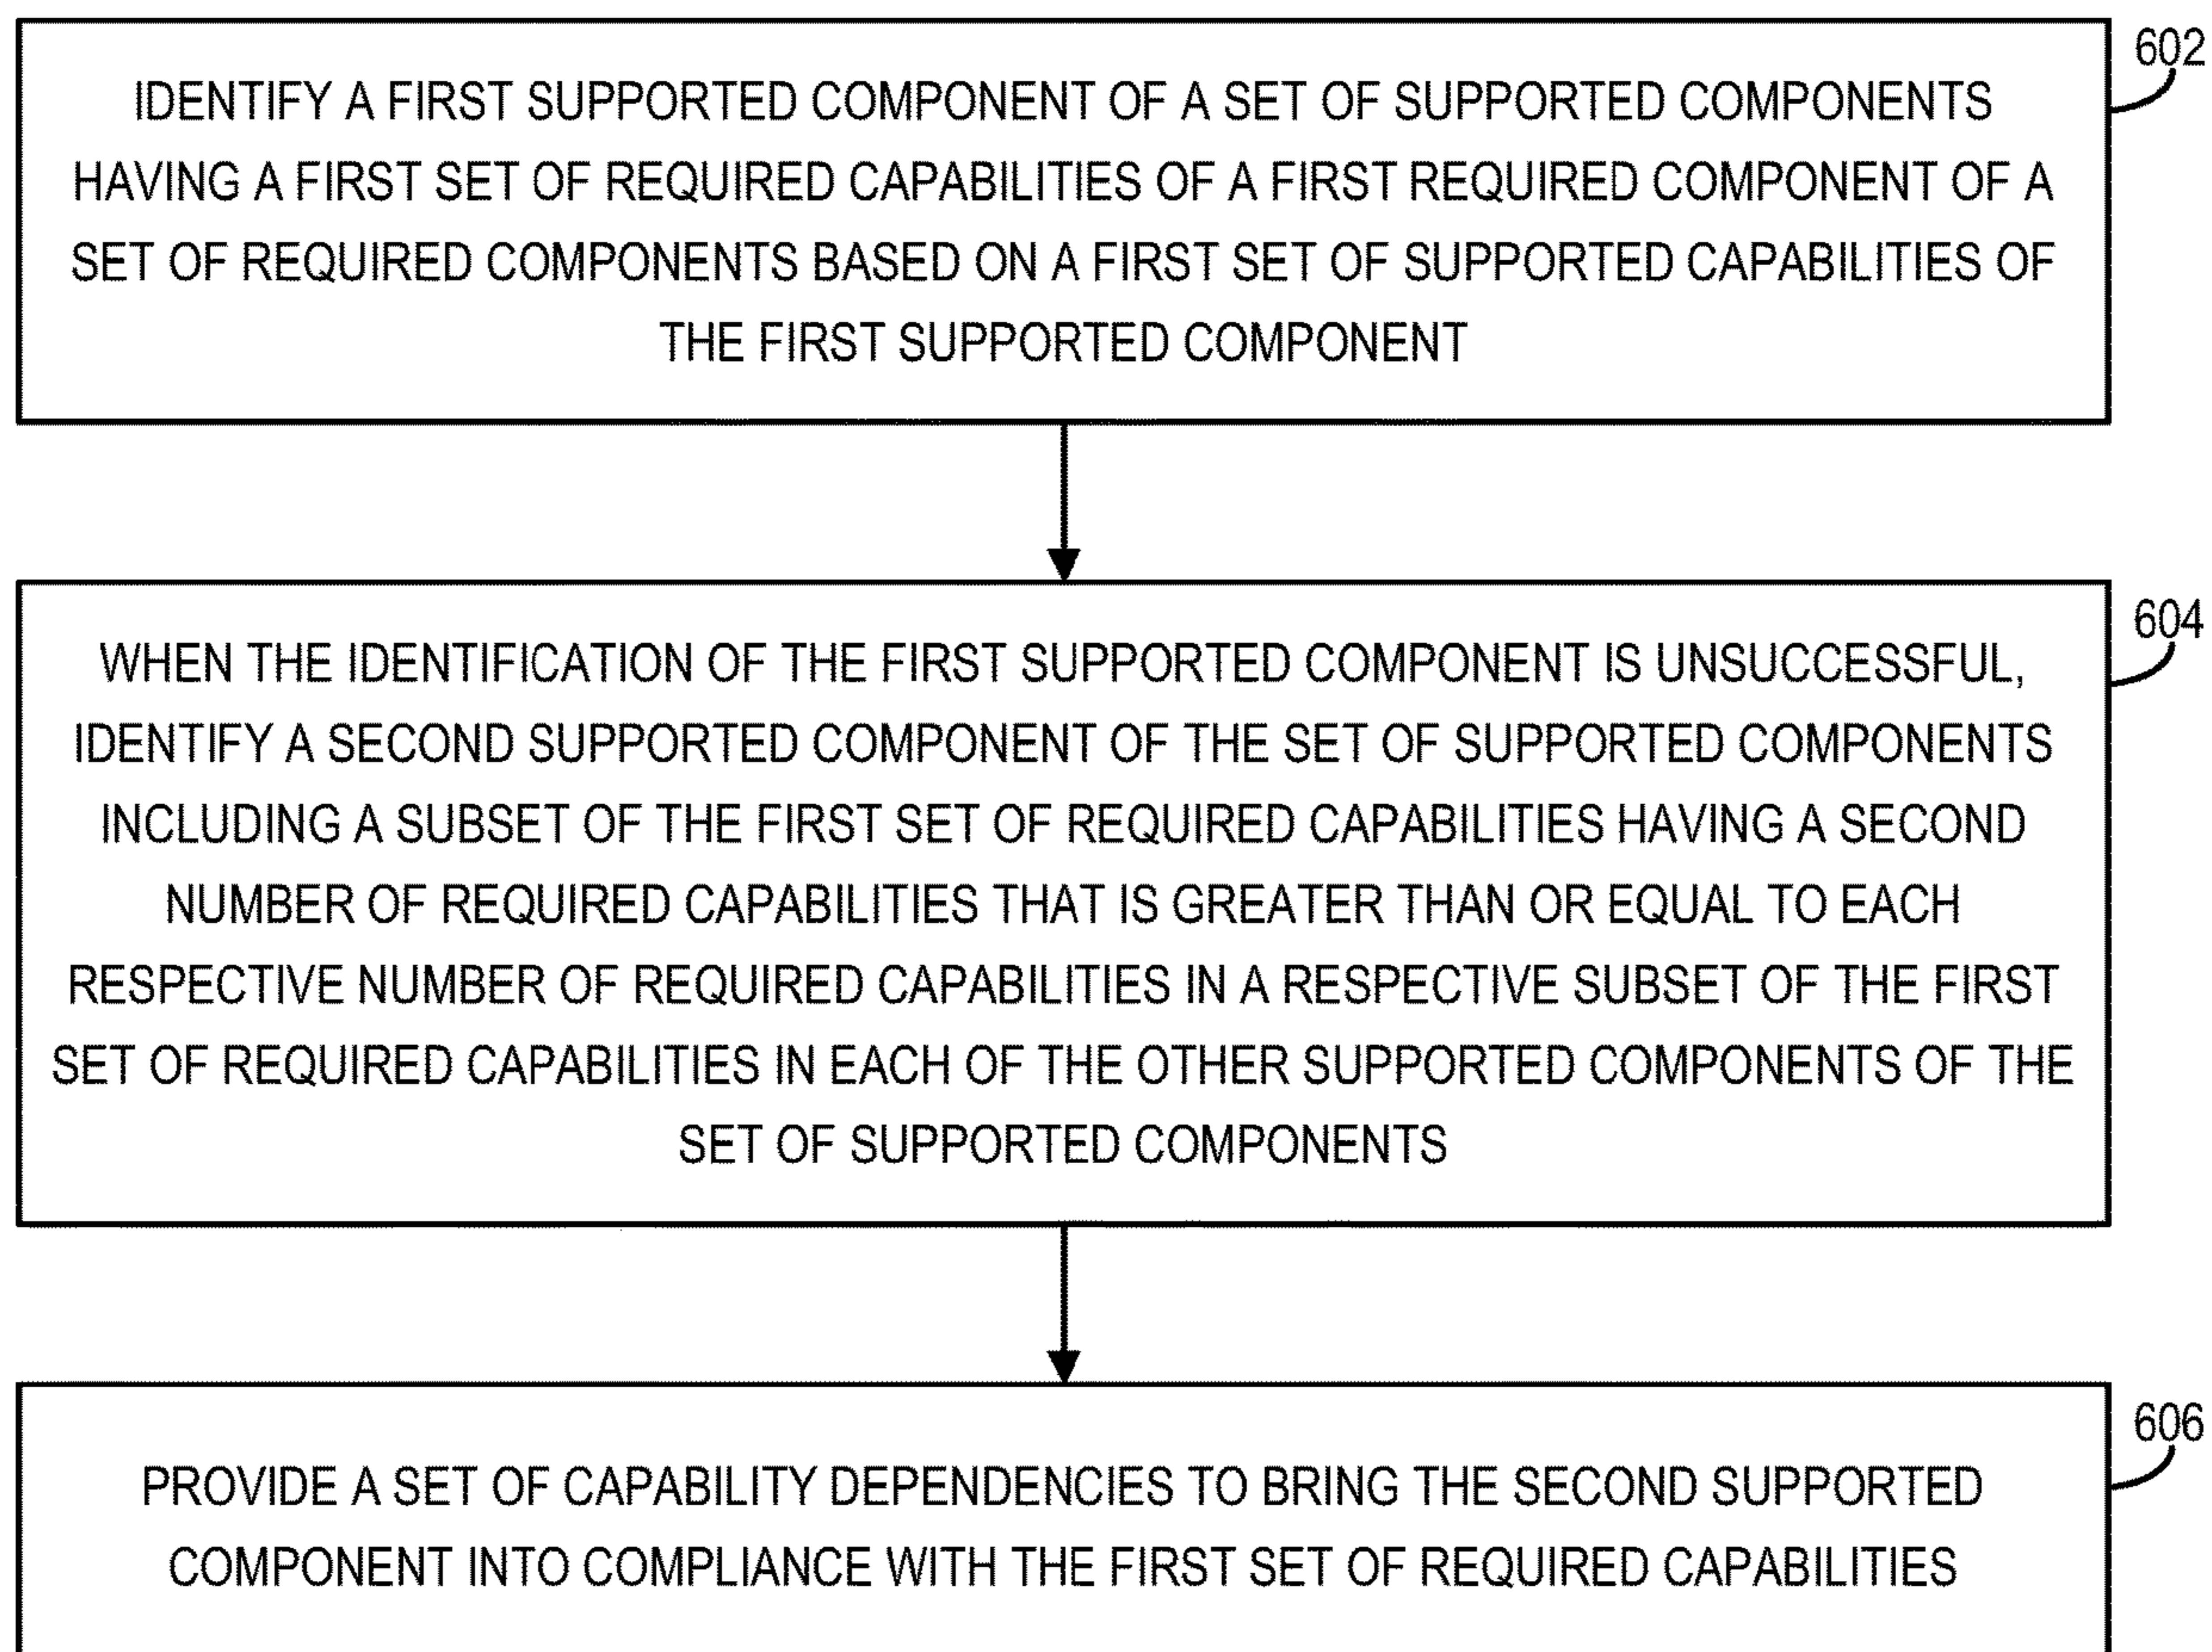 602
IDENTIFY A FIRST SUPPORTED COMPONENT OF A SET OF SUPPORTED COMPONENTS
HAVING A FIRST SET OF REQUIRED CAPABILITIES OF A FIRST REQUIRED COMPONENT OF A
SET OF REQUIRED COMPONENTS BASED ON A FIRST SET OF SUPPORTED CAPABILITIES OF
THE FIRST SUPPORTED COMPONENT
604
WHEN THE IDENTIFICATION OF THE FIRST SUPPORTED COMPONENT IS UNSUCCESSFUL,
IDENTIFY A SECOND SUPPORTED COMPONENT OF THE SET OF SUPPORTED COMPONENTS
INCLUDING A SUBSET OF THE FIRST SET OF REQUIRED CAPABILITIES HAVING A SECOND
NUMBER OF REQUIRED CAPABILITIES THAT IS GREATER THAN OR EQUAL TO EACH
RESPECTIVE NUMBER OF REQUIRED CAPABILITIES IN A RESPECTIVE SUBSET OF THE FIRST
SET OF REQUIRED CAPABILITIES IN EACH OF THE OTHER SUPPORTED COMPONENTS OF THE
SET OF SUPPORTED COMPONENTS
606
PROVIDE A SET OF CAPABILITY DEPENDENCIES TO BRING THE SECOND SUPPORTED
COMPONENT INTO COMPLIANCE WITH THE FIRST SET OF REQUIRED CAPABILITIES